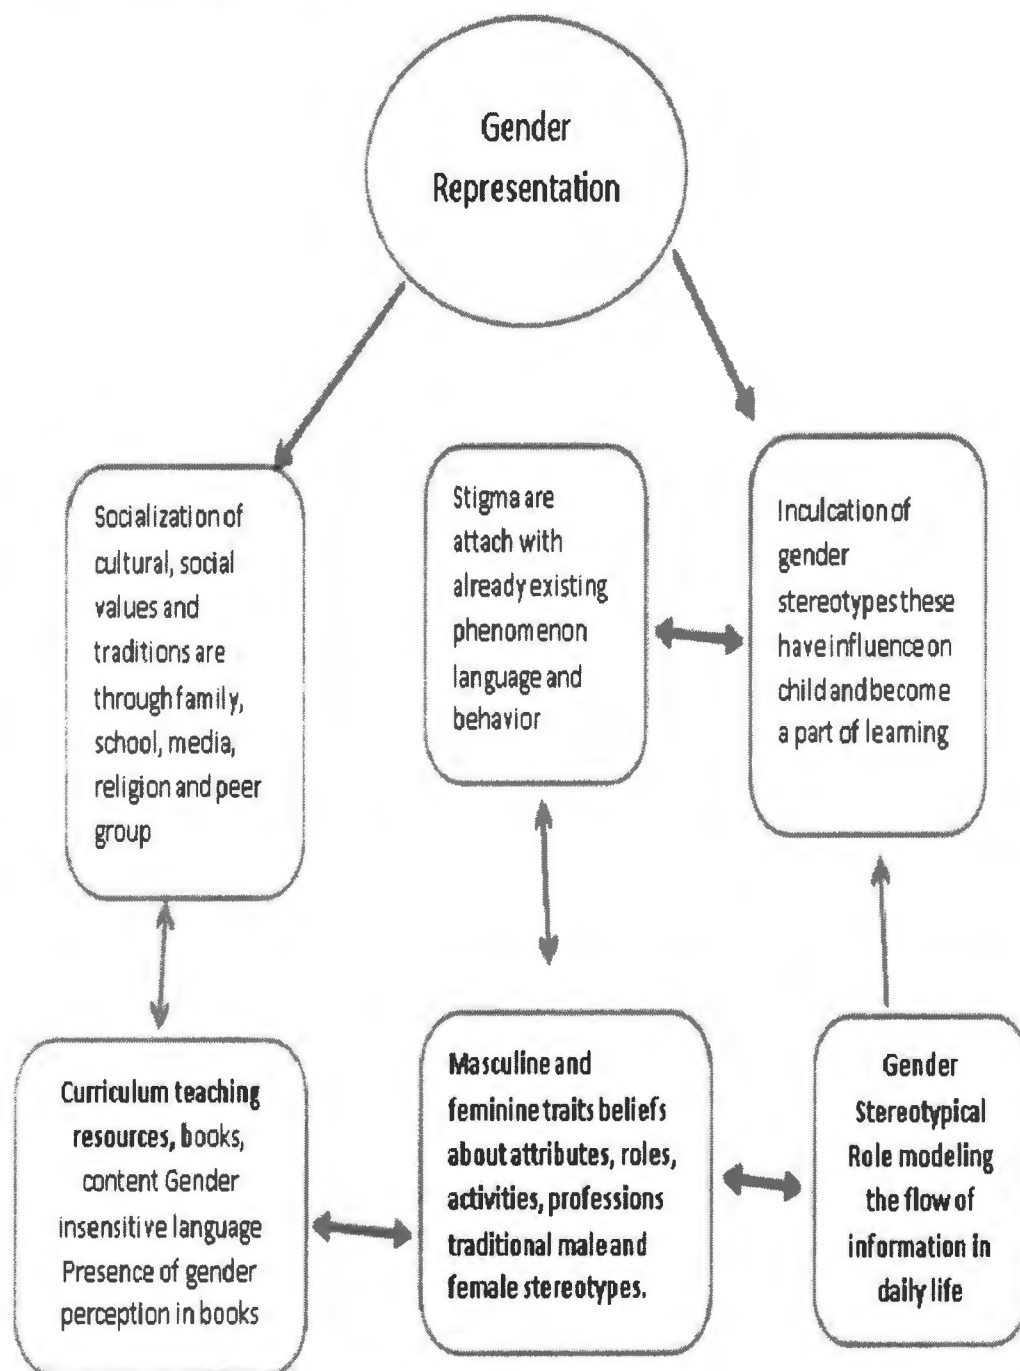 Gender
Representation
Socialization of
cultural, social
values and
traditions are
through family,
school, media,
religion and peer
group
Stigma are
attach with
already existing
phenomenon
language and
behavior
Inculcation of
gender
stereotypes these
have influence on
child and become
a part of learning
Curriculum teaching
resources, books,
content Gender
insensitive language
Presence of gender
perception in books
Masculine and
feminine traits beliefs
about attributes, roles,
activities, professions
traditional male and
female stereotypes.
Gender
Stereotypical
Role modeling
the flow of
information in
daily life